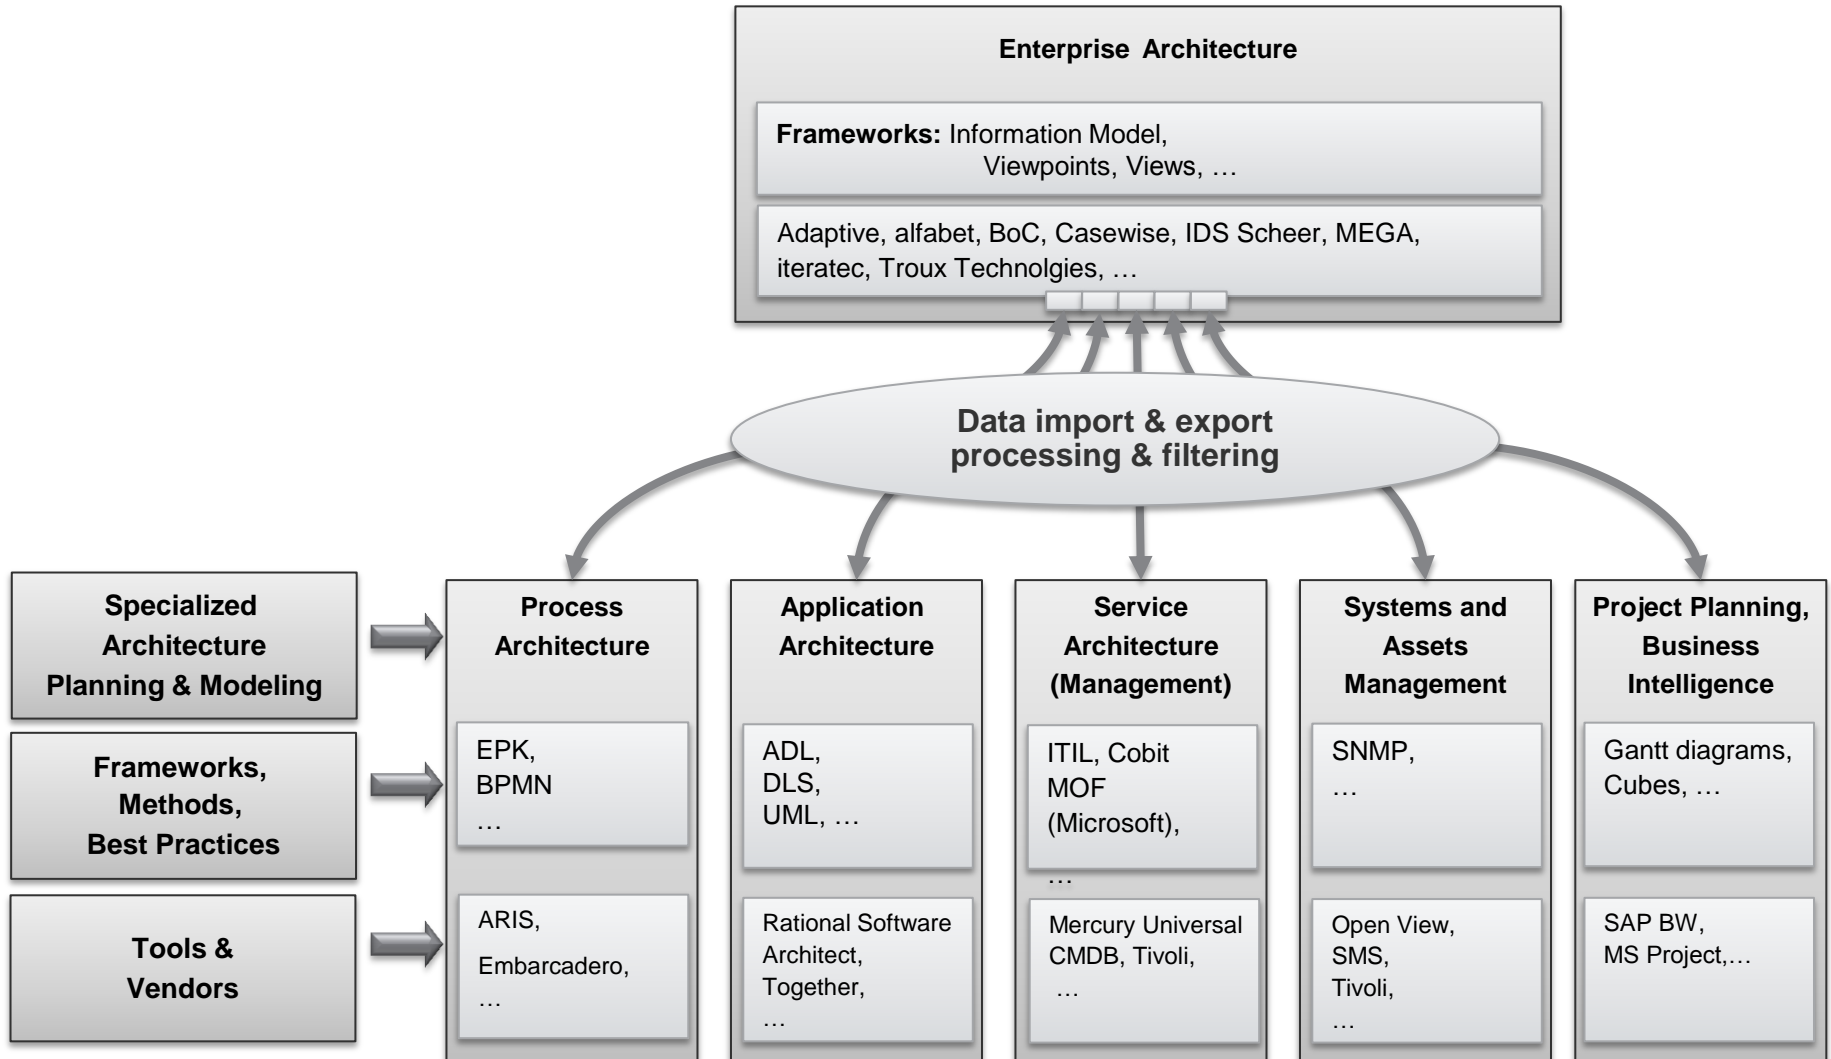 Enterprise Architecture
Frameworks: Information Model,
Viewpoints, Views, …
Adaptive, alfabet, BoC, Casewise, IDS Scheer, MEGA,
iteratec, Troux Technolgies, …
Data import & export
processing & filtering
Specialized
Architecture
Planning & Modeling
Process
Architecture
Application
Architecture
Service
Architecture
(Management)
Systems and
Assets
Management
Project Planning,
Business
Intelligence
Frameworks,
Methods,
Best Practices
EPK,
BPMN
…
ADL,
DLS,
UML, …
ITIL, Cobit
MOF
(Microsoft),
…
SNMP,
…
Gantt diagrams,
Cubes, …
Tools &
Vendors
ARIS,
Embarcadero,
…
Rational Software
Architect,
Together,
…
Mercury Universal
CMDB, Tivoli,
…
Open View,
SMS,
Tivoli,
…
SAP BW,
MS Project,…